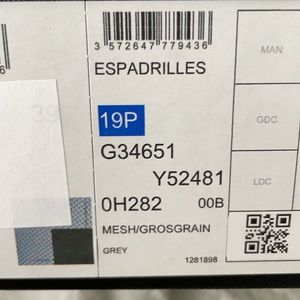 3 572647 779436
MAN
ESPADRILLES
19P
GDC
G34651
Y52481
LDC
0H282 00B
MESH/GROSGRAIN
GREY
1281898